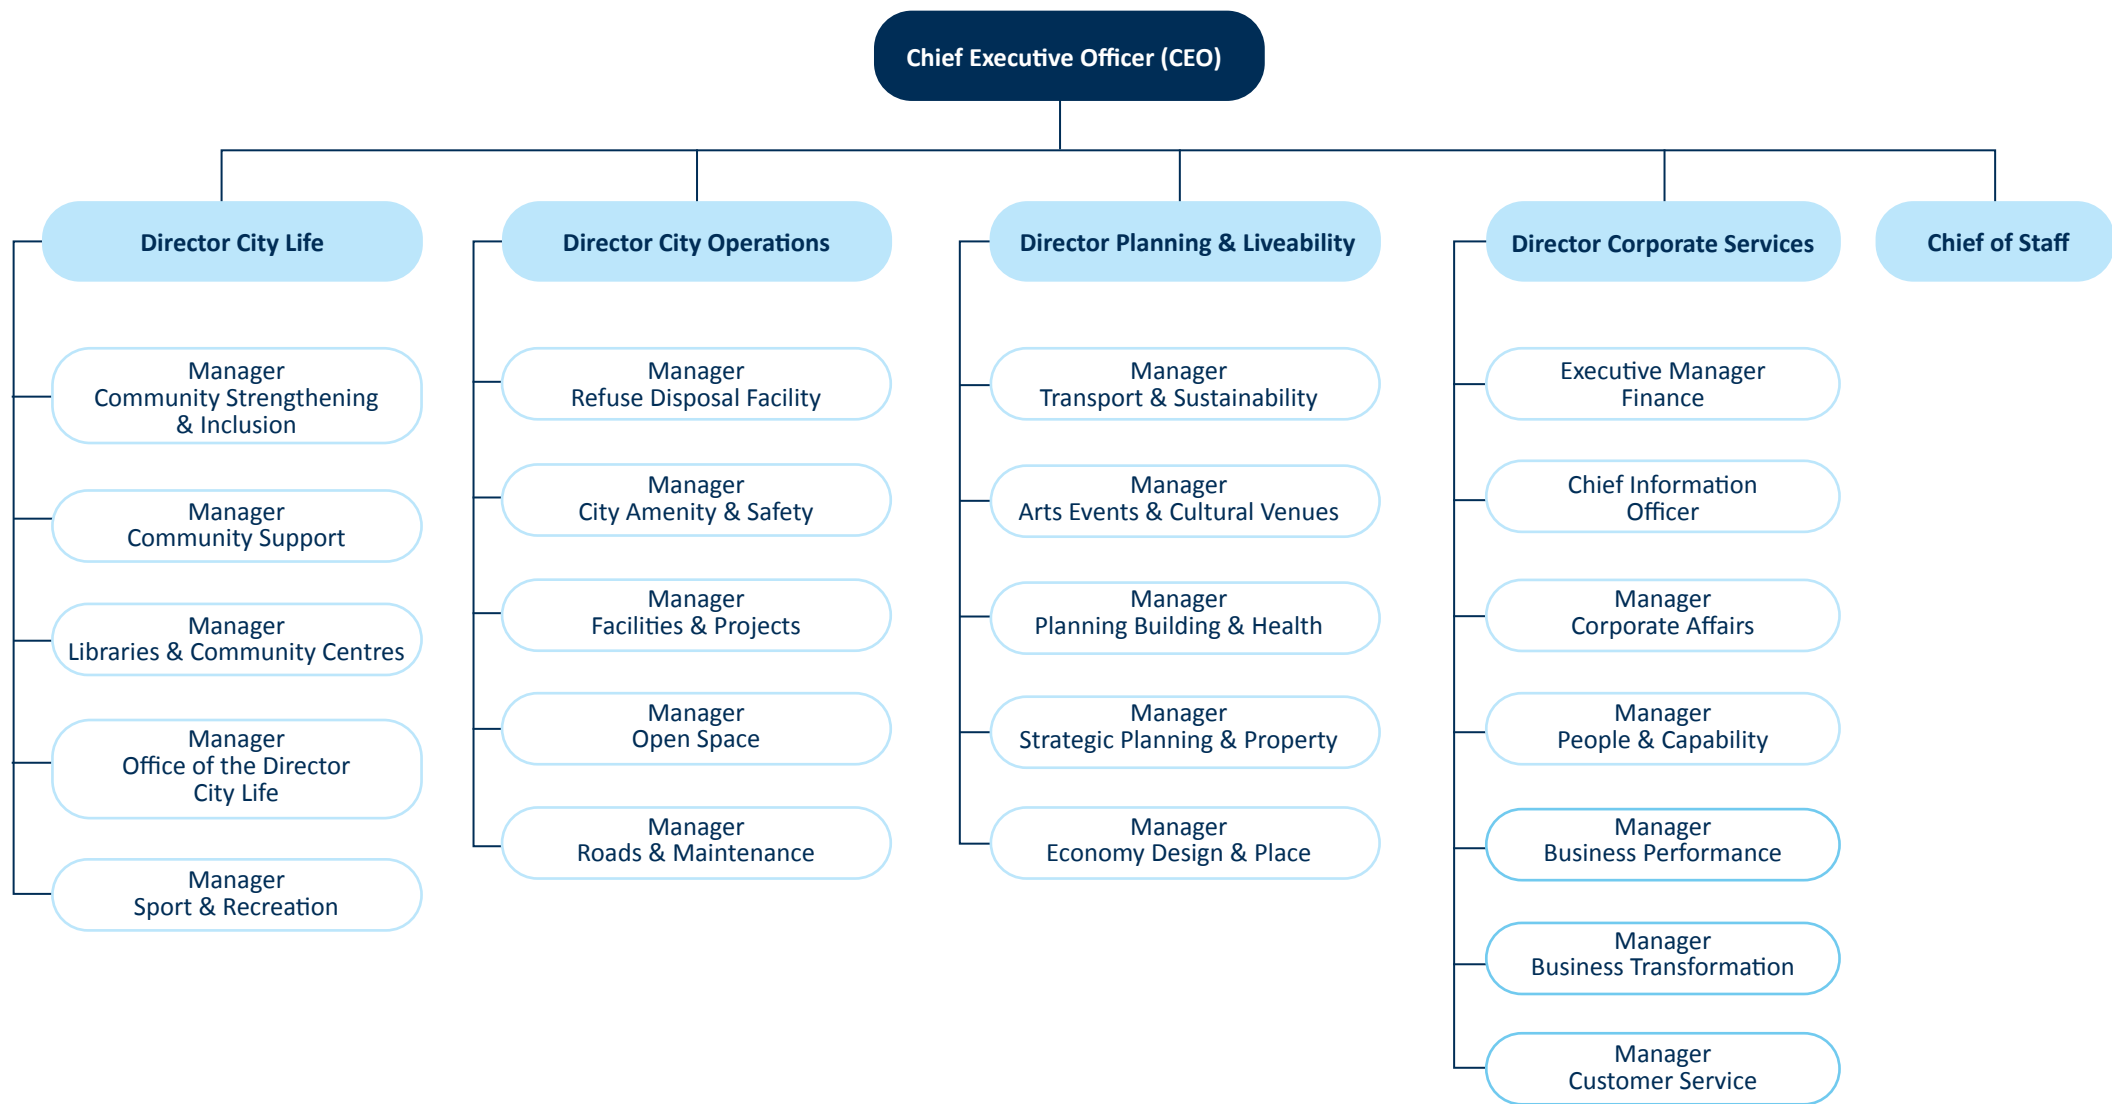 Chief Executive Officer (CEO)
Director City Life
Director City Operations
Director Planning & Liveability
Director Corporate Services
Chief of Staff
Manager
Community Strengthening
& Inclusion
Manager
Community Support
Manager
Libraries & Community Centres
Manager
Office of the Director
City Life
Manager
Sport & Recreation
Manager
Refuse Disposal Facility
Manager
City Amenity & Safety
Manager
Facilities & Projects
Manager
Open Space
Manager
Roads & Maintenance
Manager
Transport & Sustainability
Manager
Arts Events & Cultural Venues
Manager
Planning Building & Health
Manager
Strategic Planning & Property
Manager
Economy Design & Place
Executive Manager
Finance
Chief Information
Officer
Manager
Corporate Affairs
Manager
People & Capability
Manager
Business Performance
Manager
Business Transformation
Manager
Customer Service